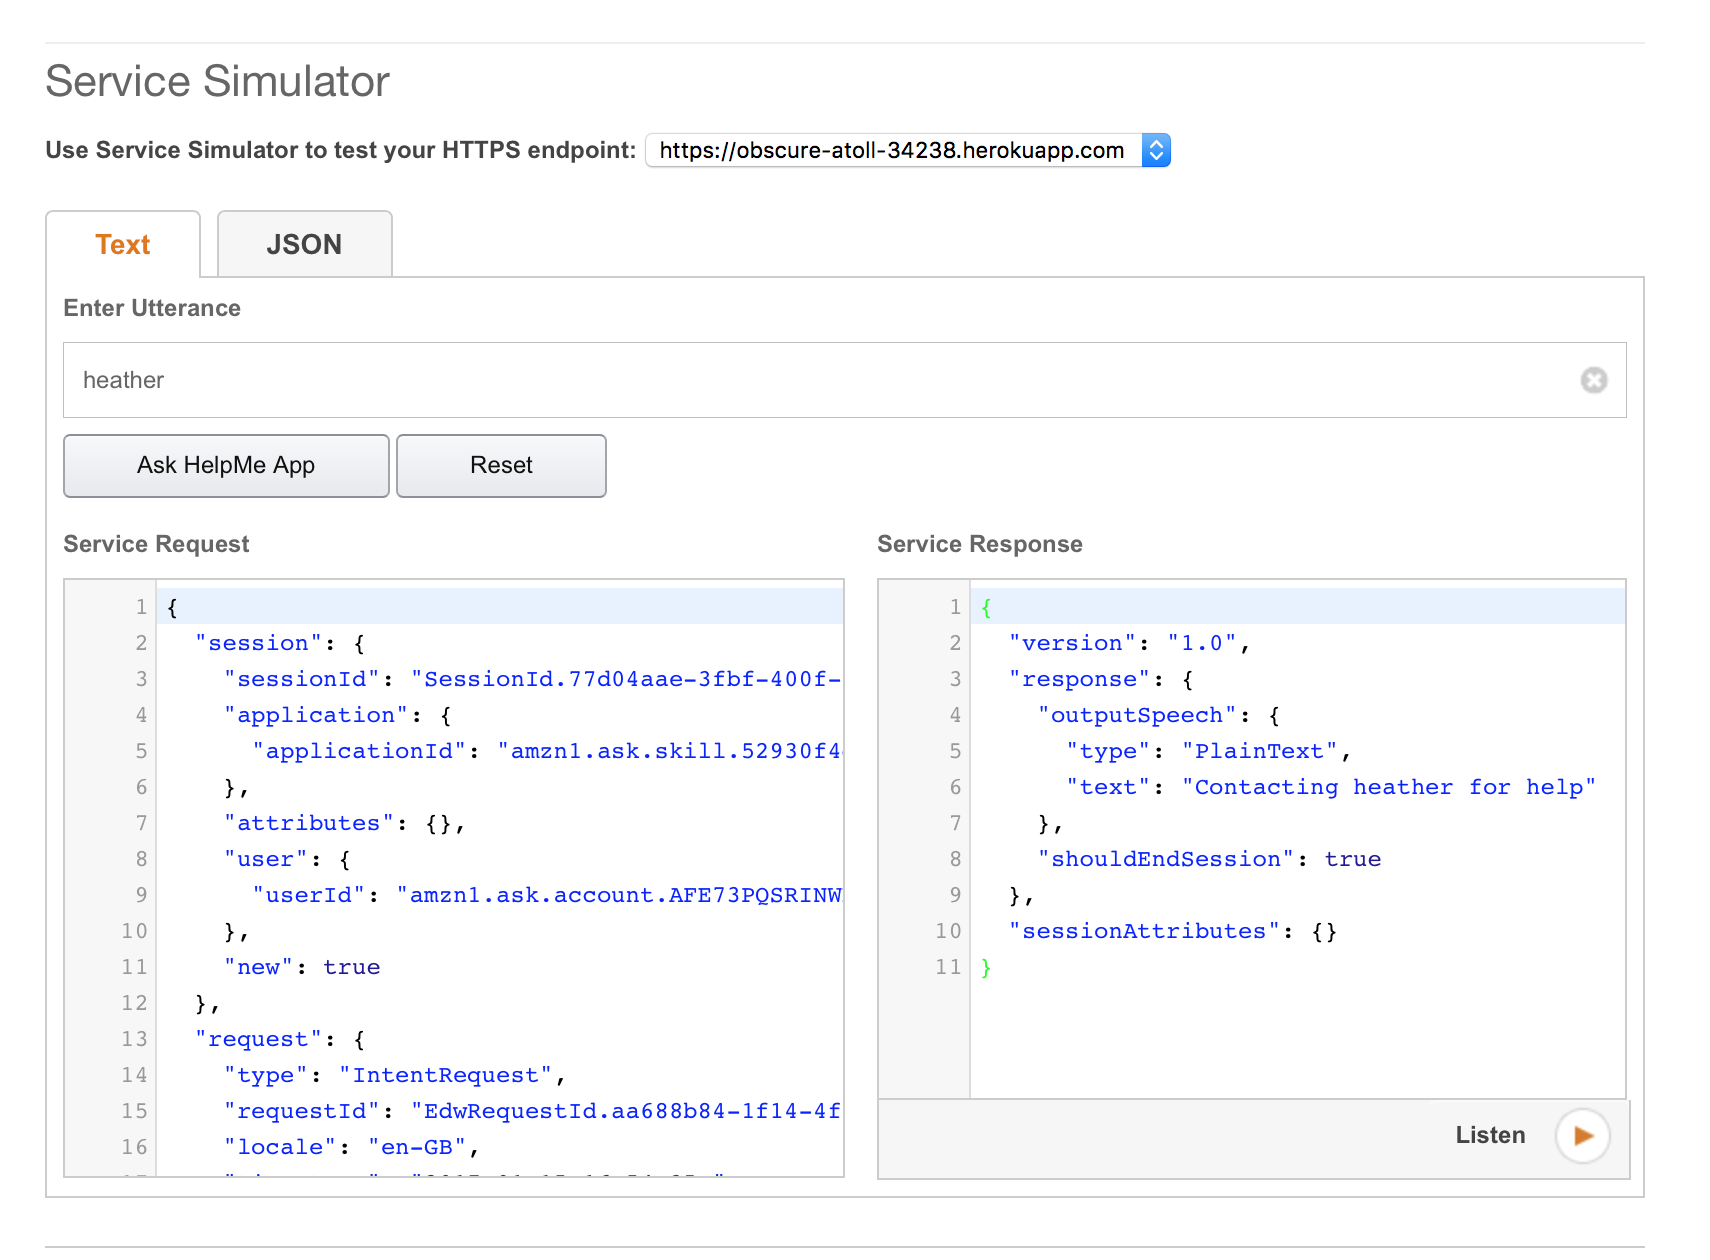 Service Simulator
Use Service Simulator to test your HTTPS endpoint: https://obscure-atoll-34238.herokuapp.com
Text JSON
Enter Utterance
heather
Ask HelpMe App Reset
Service Request
1 {
2 "session": {
3 "sessionId": "SessionId.77d04aae-3fbf-400f-
4 "application": {
5 "applicationId": "amzn1.ask.skill.52930f4
6 },
7 "attributes": {},
8 "user": {
9 "userId": "amzn1.ask.account.AFE73PQSRINW
10 },
11 "new": true
12 },
13 "request": {
14 "type": "IntentRequest",
15 "requestId": "EdwRequestId.aa688b84-1f14-4f
16 "locale": "en-GB",
Service Response
1 {
2 "version": "1.0",
3 "response": {
4 "outputSpeech": {
5 "type": "PlainText",
6 "text": "Contacting heather for help"
7 },
8 "shouldEndSession": true
9 },
10 "sessionAttributes": {}
11 }
Listen